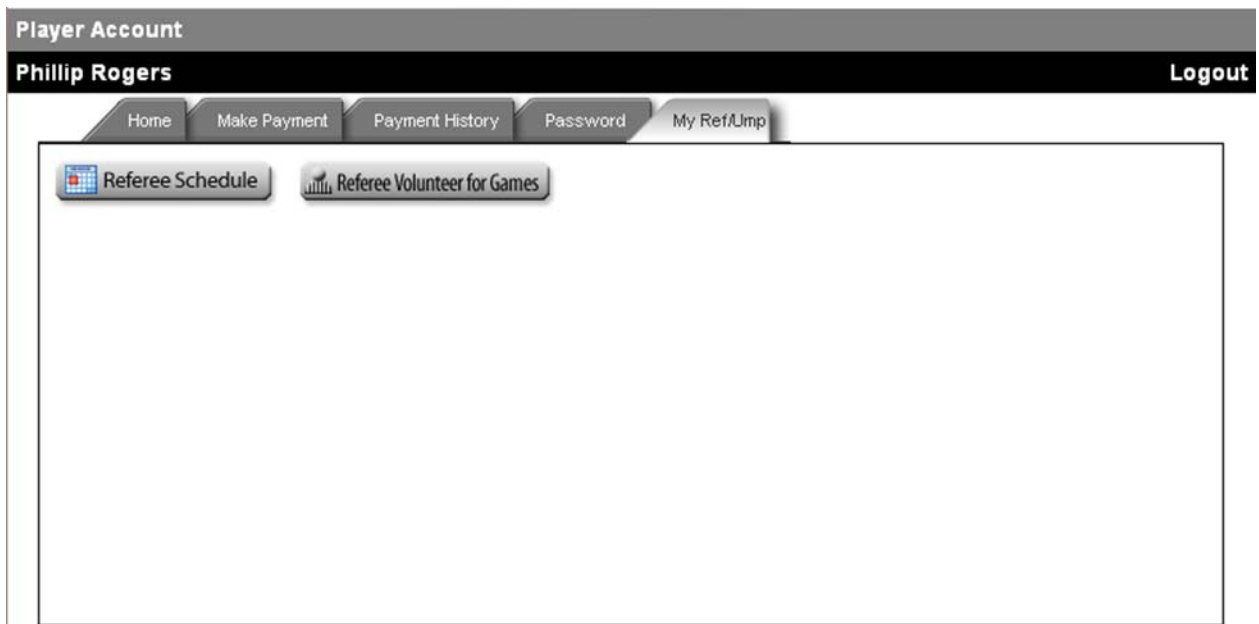 Player Account
Phillip Rogers Logout
Home Make Payment Payment History Password My Ref/Ump
Referee Schedule Referee Volunteer for Games